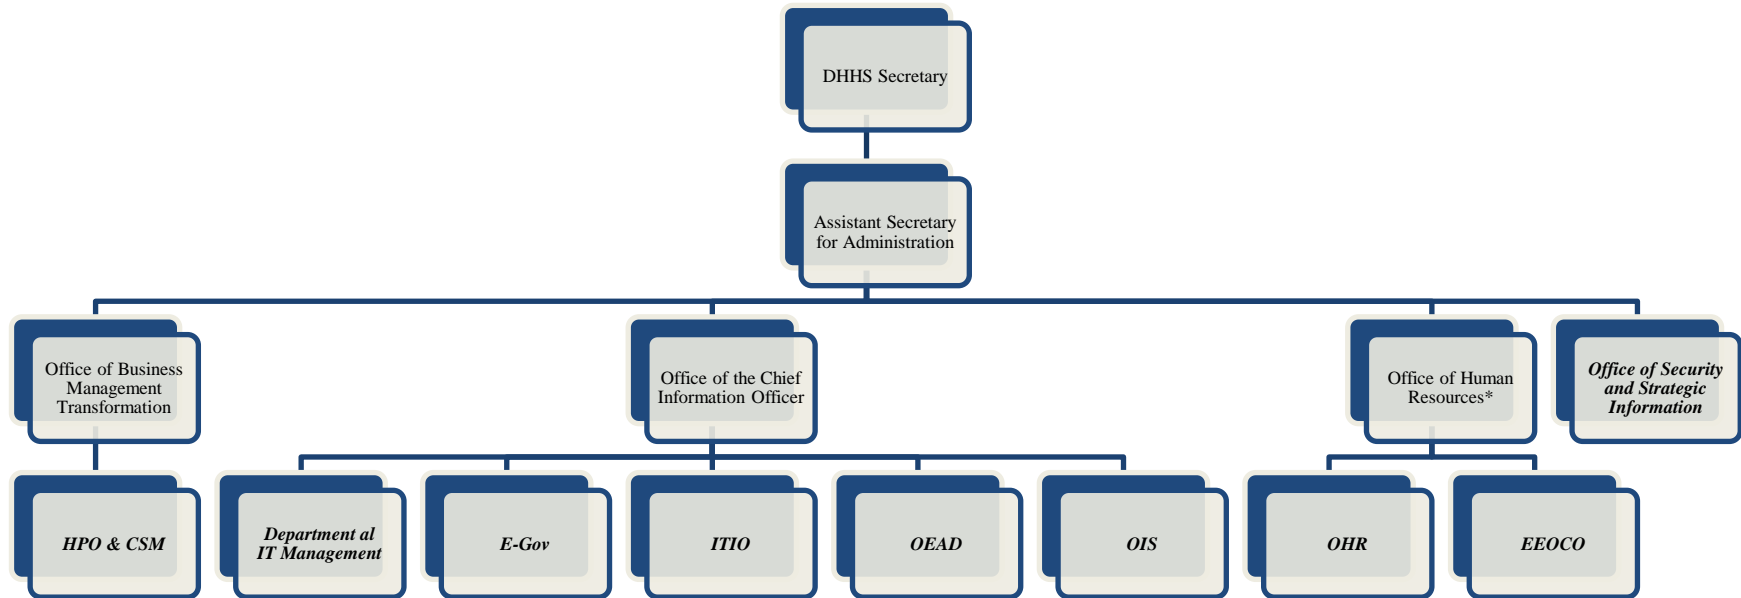 DHHS Secretary
Assistant Secretary
for Administration
Office of Business
Management
Transformation
Office of the Chief
Information Officer
Office of Human
Resources*
Office of Security
and Strategic
Information
HPO & CSM
Department al
IT Management
E-Gov
ITIO
OEAD
OIS
OHR
EEOCO